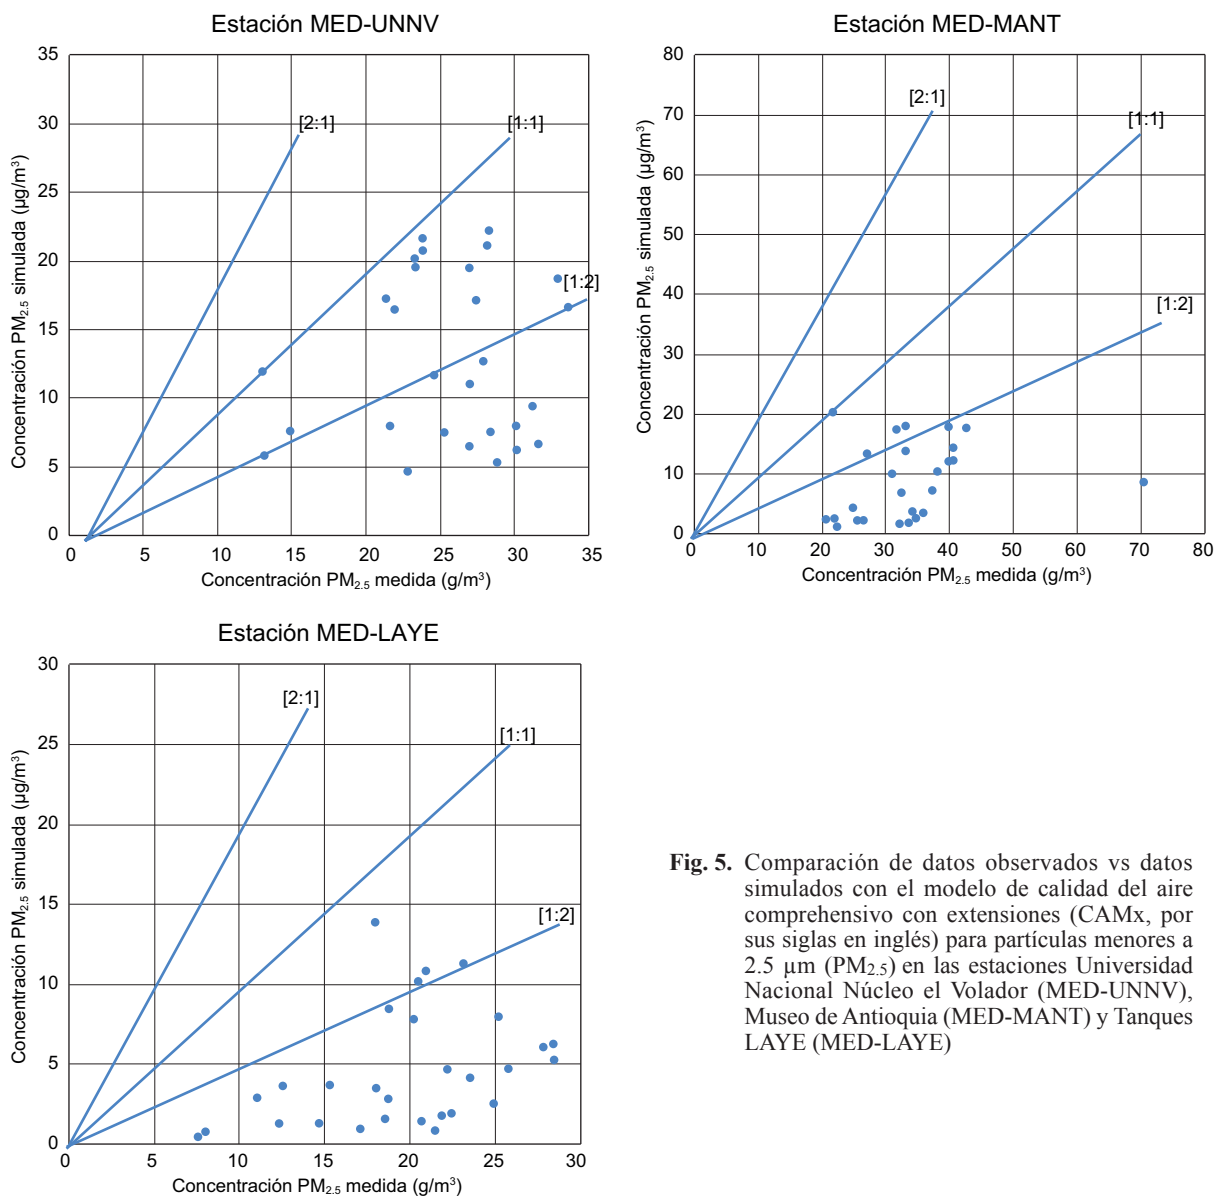 Estación MED-UNNV
Concentración PM2.5 simulada (µg/m³)
35
30
25
20
15
10
5
0
[2:1]
[1:1]
[1:2]
0 5 10 15 20 25 30 35
Concentración PM2.5 medida (g/m³)
Estación MED-MANT
Concentración PM2.5 simulada (µg/m³)
80
70
60
50
40
30
20
10
0
[2:1]
[1:1]
[1:2]
0 10 20 30 40 50 60 70 80
Concentración PM2.5 medida (g/m³)
Estación MED-LAYE
Concentración PM2.5 simulada (µg/m³)
30
25
20
15
10
5
0
[2:1]
[1:1]
[1:2]
0 5 10 15 20 25 30
Concentración PM2.5 medida (g/m³)
Fig. 5. Comparación de datos observados vs datos
simulados con el modelo de calidad del aire
comprehensivo con extensiones (CAMx, por
sus siglas en inglés) para partículas menores a
2.5 µm (PM2.5) en las estaciones Universidad
Nacional Núcleo el Volador (MED-UNNV),
Museo de Antioquia (MED-MANT) y Tanques
LAYE (MED-LAYE)